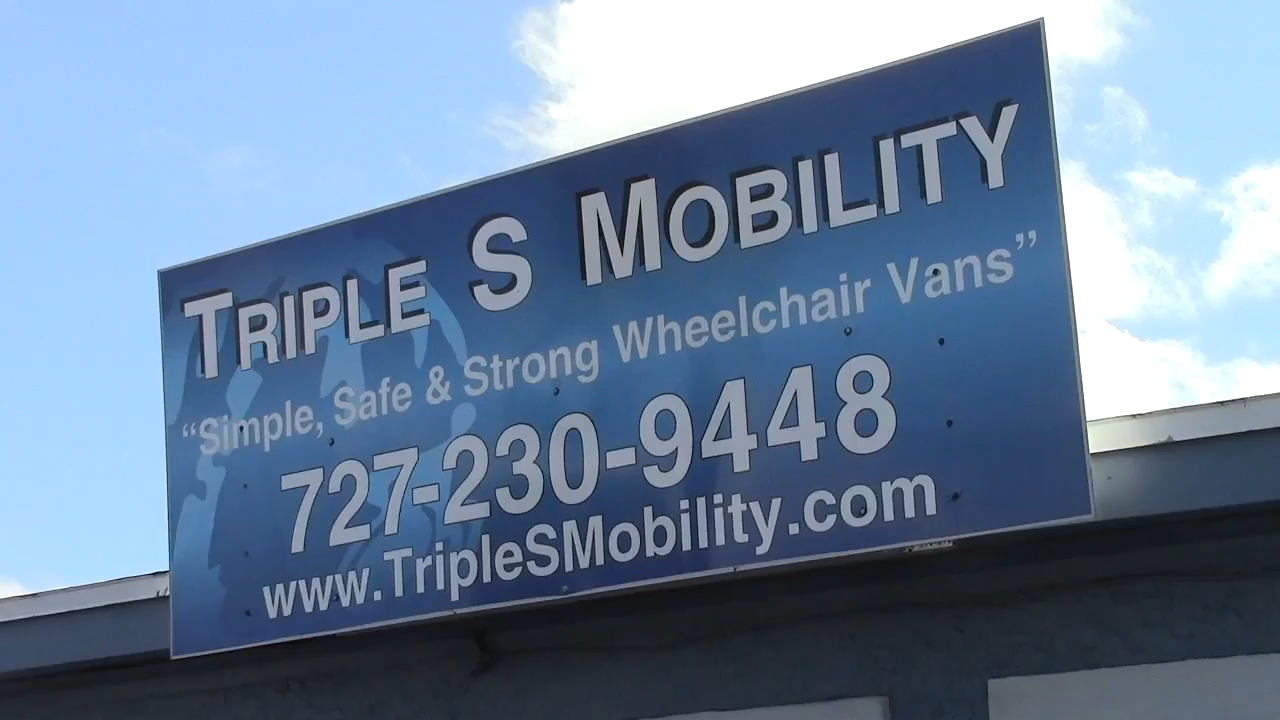 TRIPLE S MOBILITY
“Simple, Safe & Strong Wheelchair Vans”
727-230-9448
www.TripleSMobility.com